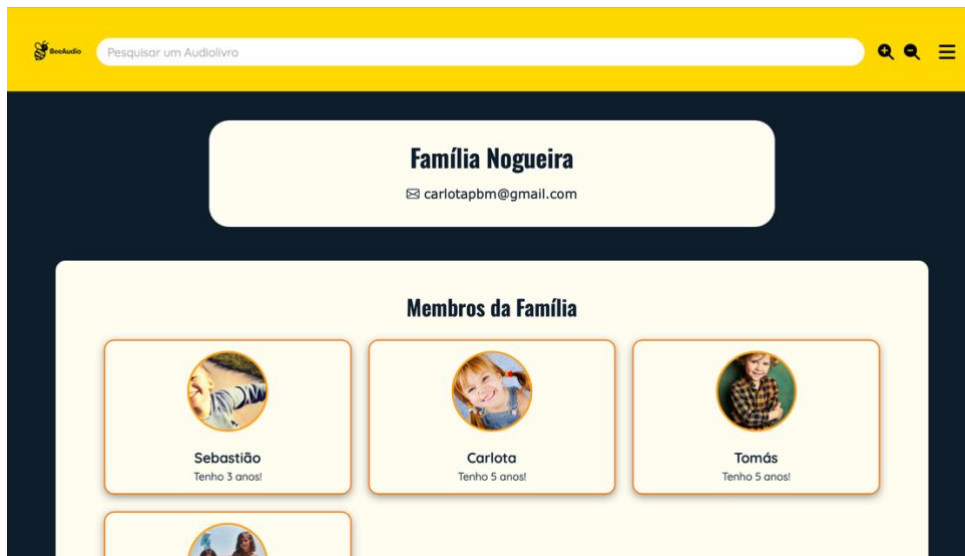 BeeAudio
Pesquisar um Audiolivro
Família Nogueira
carlotapbm@gmail.com
Membros da Família
Sebastião
Tenho 3 anos!
Carlota
Tenho 5 anos!
Tomás
Tenho 5 anos!